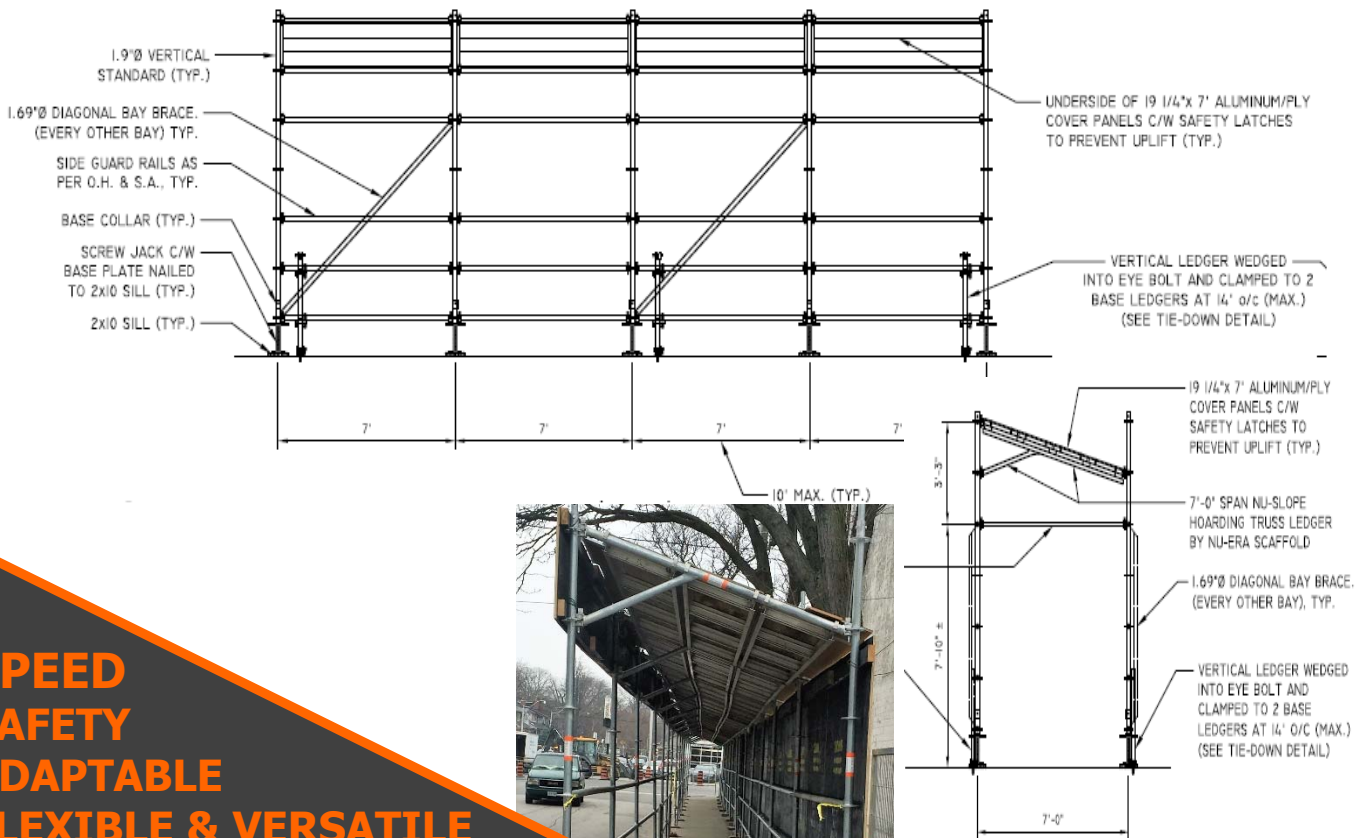 1.9"Ø VERTICAL
STANDARD (TYP.)
1.69"Ø DIAGONAL BAY BRACE.
(EVERY OTHER BAY) TYP.
SIDE GUARD RAILS AS
PER O.H. & S.A., TYP.
BASE COLLAR (TYP.)
SCREW JACK C/W
BASE PLATE NAILED
TO 2x10 SILL (TYP.)
2x10 SILL (TYP.)
UNDERSIDE OF 19 1/4"x 7' ALUMINUM/PLY
COVER PANELS C/W SAFETY LATCHES
TO PREVENT UPLIFT (TYP.)
VERTICAL LEDGER WEDGED
INTO EYE BOLT AND CLAMPED TO 2
BASE LEDGERS AT 14' o/c (MAX.)
(SEE TIE-DOWN DETAIL)
7'
7'
7'
7'
10' MAX. (TYP.)
19 1/4"x 7' ALUMINUM/PLY
COVER PANELS C/W
SAFETY LATCHES TO
PREVENT UPLIFT (TYP.)
3'-3"
7'-0" SPAN NU-SLOPE
HOARDING TRUSS LEDGER
BY NU-ERA SCAFFOLD
1.69"Ø DIAGONAL BAY BRACE.
(EVERY OTHER BAY), TYP.
7'-10" ±
VERTICAL LEDGER WEDGED
INTO EYE BOLT AND
CLAMPED TO 2 BASE
LEDGERS AT 14' O/C (MAX.)
(SEE TIE-DOWN DETAIL)
7'-0"
PEED
AFETY
DAPTABLE
LEXIBLE & VERSATILE